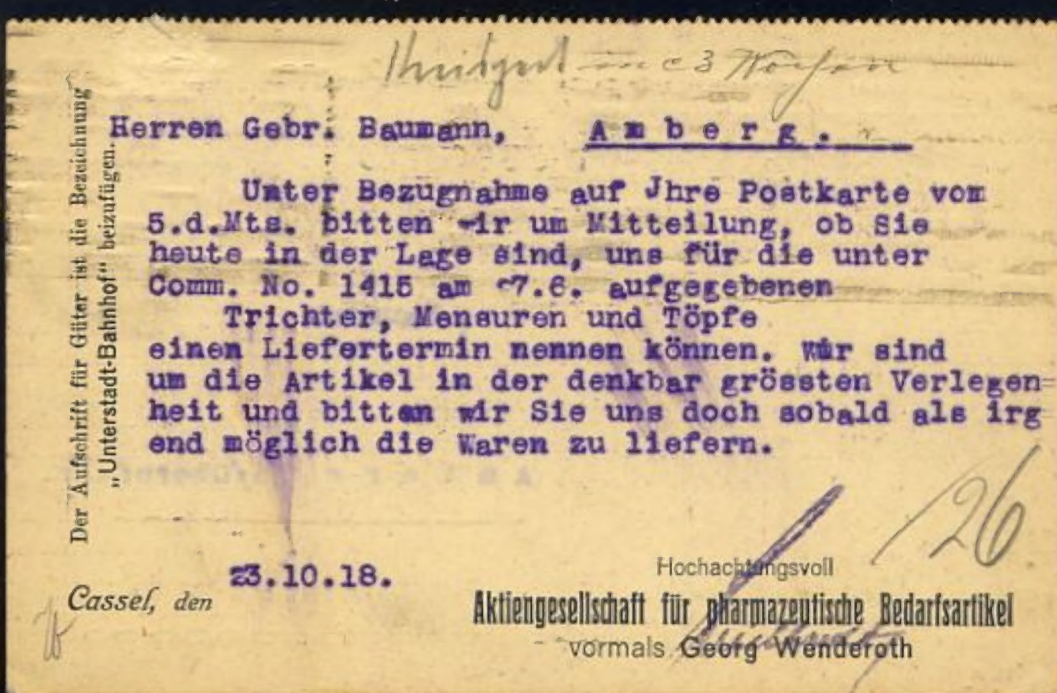 in c 3 Wochen
Herren Gebr. Baumann, Amberg.
Unter Bezugnahme auf Jhre Postkarte vom
5.d.Mts. bitten wir um Mitteilung, ob Sie
heute in der Lage sind, uns für die unter
Comm. No. 1415 am 7.6. aufgegebenen
Trichter, Mensuren und Töpfe
einen Liefertermin nennen können. Wir sind
um die Artikel in der denkbar grössten Verlegen=
heit und bitten wir Sie uns doch sobald als irg
end möglich die Waren zu liefern.
Der Aufschrift für Güter ist die Bezeichnung
„Unterstadt-Bahnhof" beizufügen.
126
Cassel, den 23.10.18.
Hochachtungsvoll
Aktiengesellschaft für pharmazeutische Bedarfsartikel
vormals Georg Wenderoth